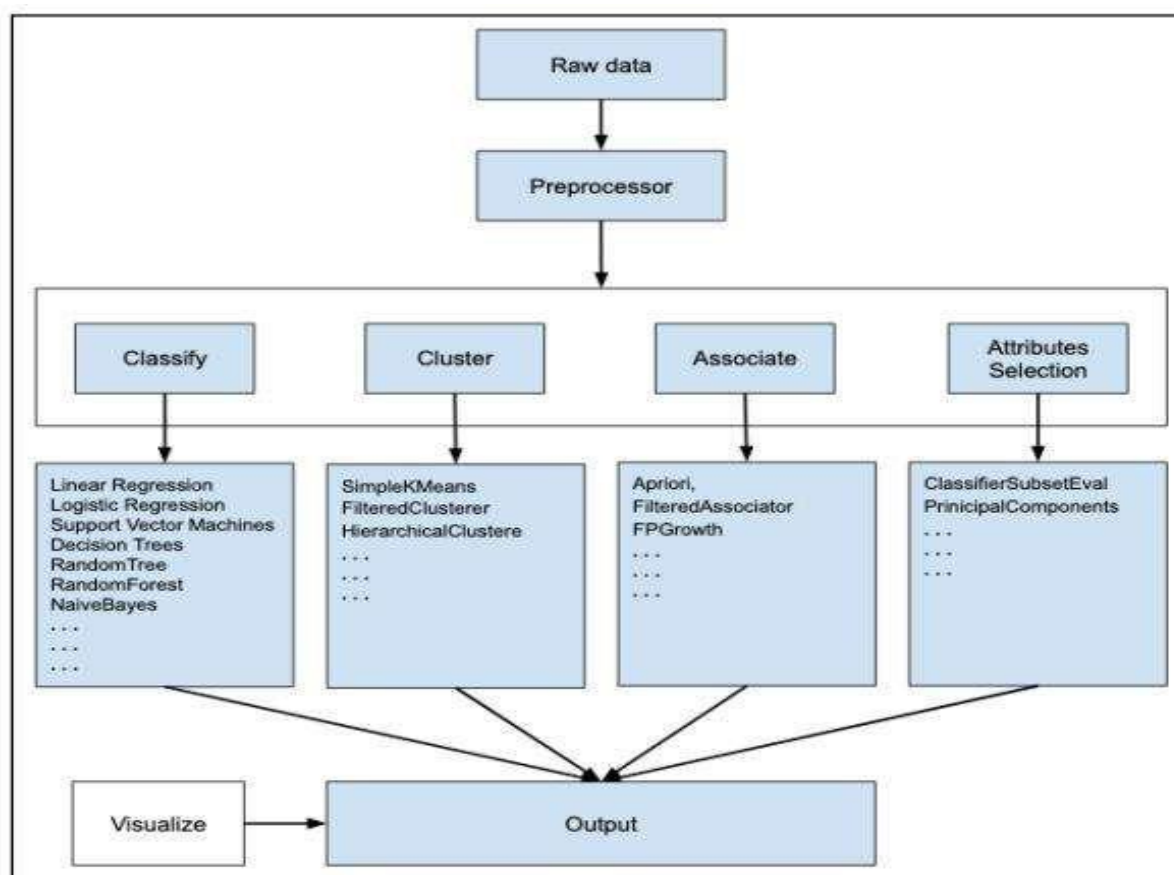 Raw data
Preprocessor
Classify
Cluster
Associate
Attributes
Selection
Linear Regression
Logistic Regression
Support Vector Machines
Decision Trees
RandomTree
RandomForest
NaiveBayes
. . .
. . .
. . .
SimpleKMeans
FilteredClusterer
HierarchicalClustere
. . .
. . .
. . .
Apriori,
FilteredAssociator
FPGrowth
. . .
. . .
. . .
ClassifierSubsetEval
PrinicipalComponents
. . .
. . .
. . .
Visualize
Output